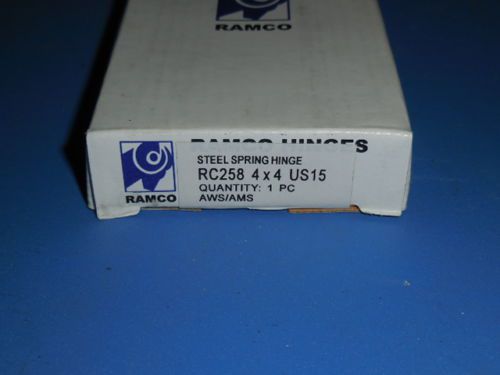 RAMCO
RAMCO HINGES
STEEL SPRING HINGE
RC258 4 x 4 US15
QUANTITY: 1 PC
AWS/AMS
RAMCO